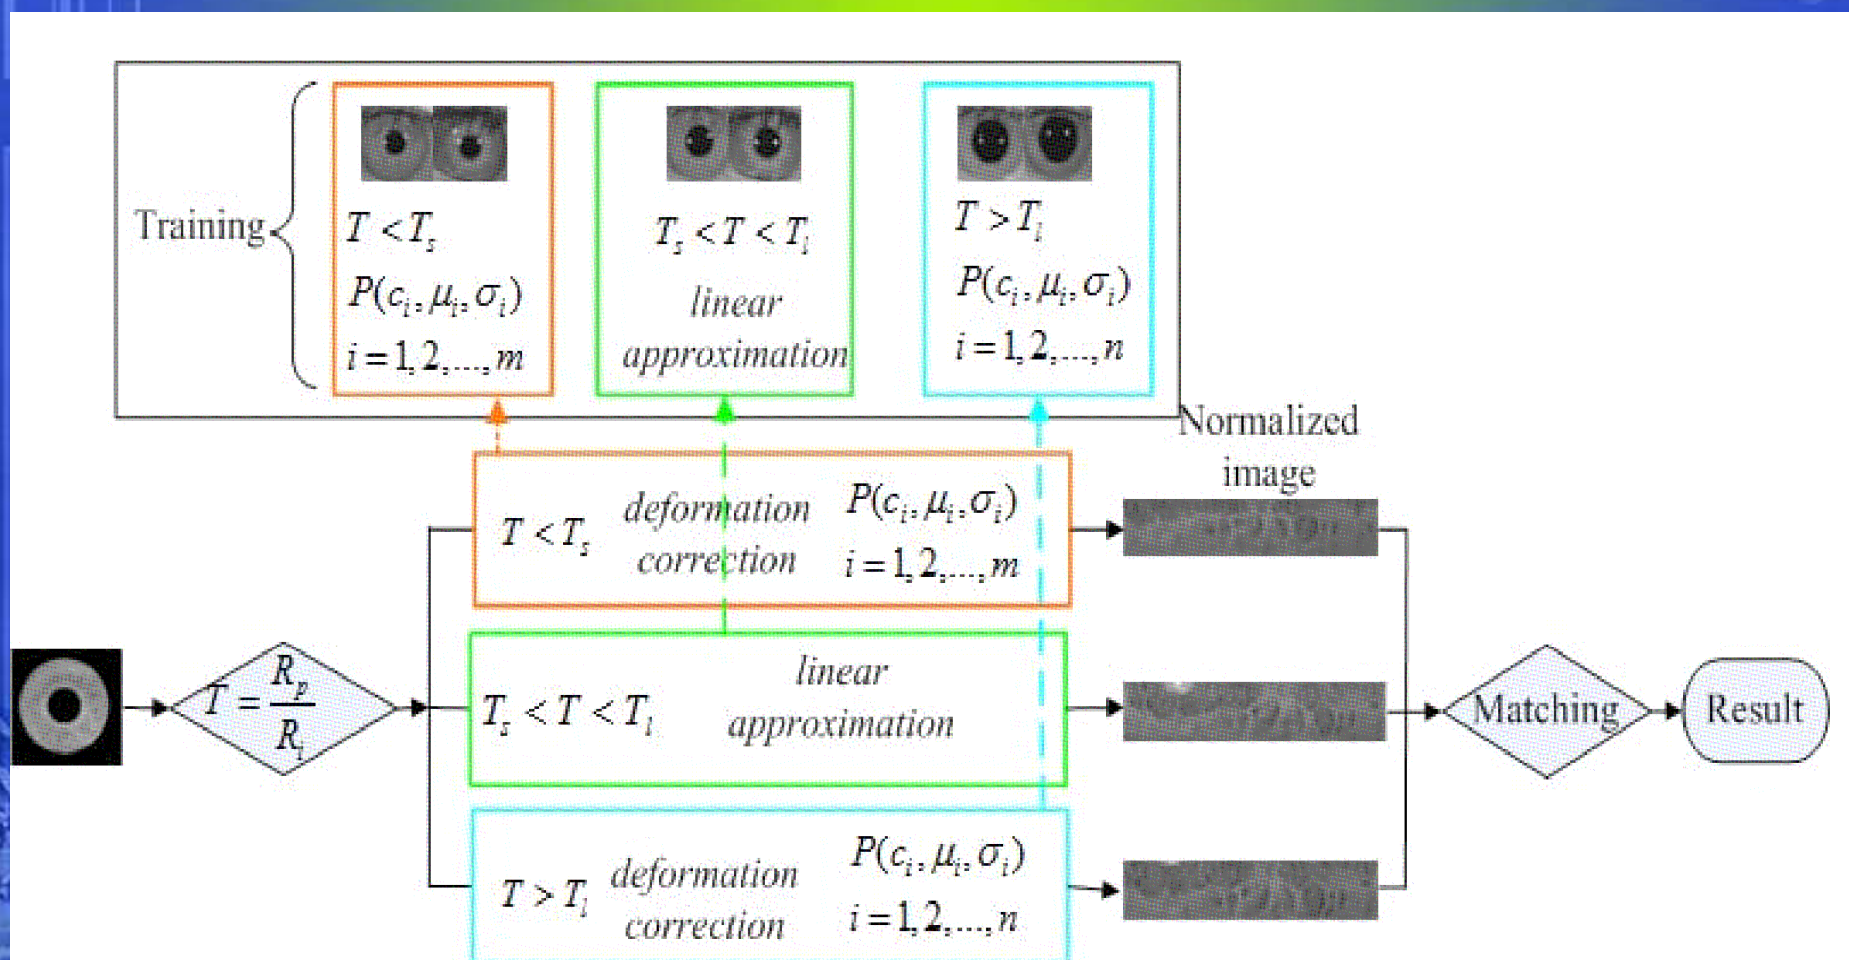 Training
T < T_s
P(c_i, μ_i, σ_i)
i = 1, 2, ..., m
T_s < T < T_l
linear
approximation
T > T_l
P(c_i, μ_i, σ_i)
i = 1, 2, ..., n
Normalized
image
T < T_s
deformation
correction
P(c_i, μ_i, σ_i)
i = 1, 2, ..., m
T = R_p / R_i
T_s < T < T_l
linear
approximation
Matching
Result
T > T_l
deformation
correction
P(c_i, μ_i, σ_i)
i = 1, 2, ..., n